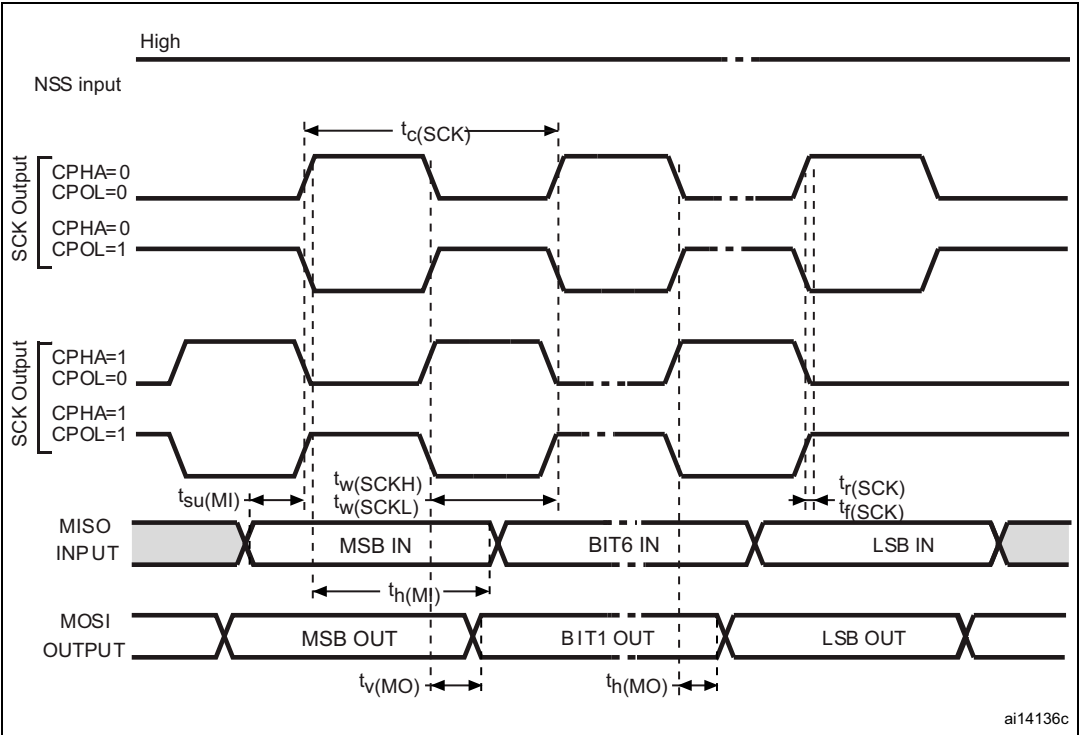 High
NSS input
tc(SCK)
SCK Output
CPHA=0
CPOL=0
CPHA=0
CPOL=1
SCK Output
CPHA=1
CPOL=0
CPHA=1
CPOL=1
tsu(MI)
tw(SCKH)
tw(SCKL)
tr(SCK)
tf(SCK)
MISO
INPUT
MSB IN
BIT6 IN
LSB IN
th(MI)
MOSI
OUTPUT
MSB OUT
BIT1 OUT
LSB OUT
tv(MO)
th(MO)
ai14136c